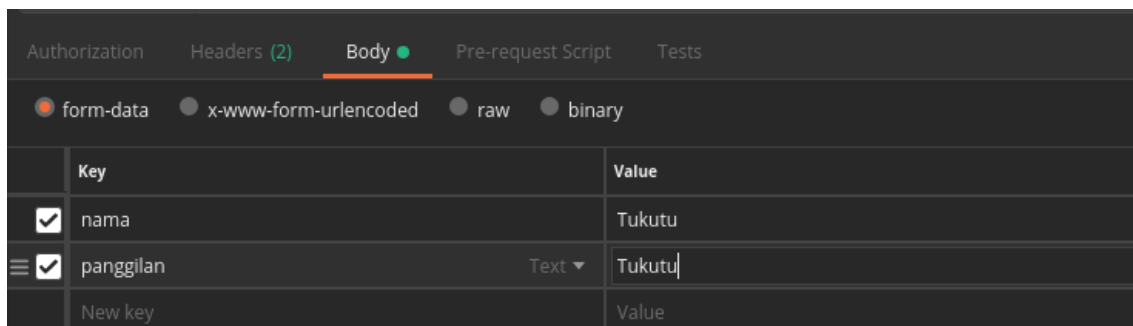 Authorization Headers (2) Body Pre-request Script Tests
form-data x-www-form-urlencoded raw binary
Key Value
nama Tukutu
panggilan Text Tukutu
New key Value